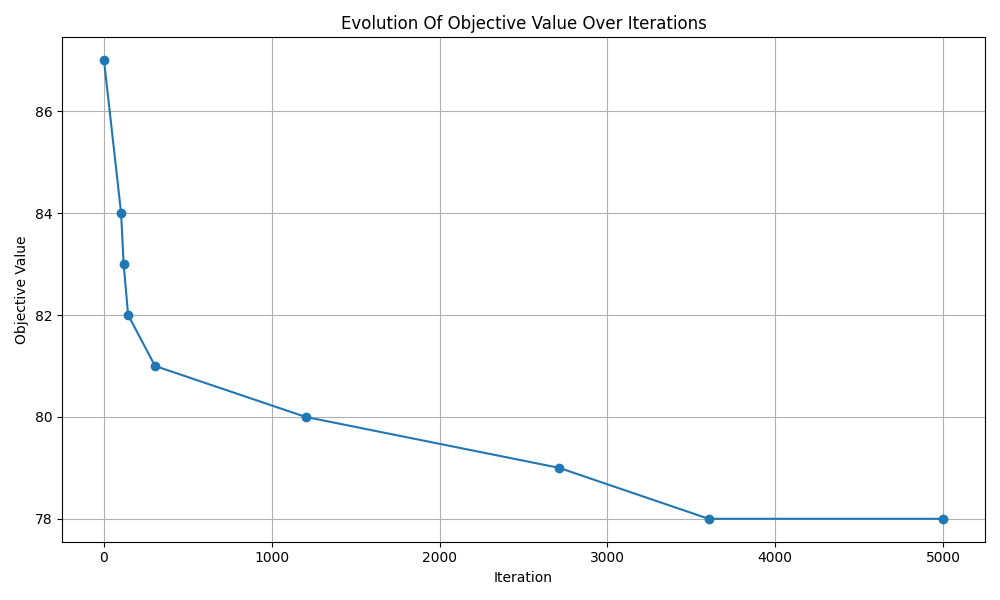 Evolution Of Objective Value Over Iterations
Objective Value
86
84
82
80
78
0 1000 2000 3000 4000 5000
Iteration